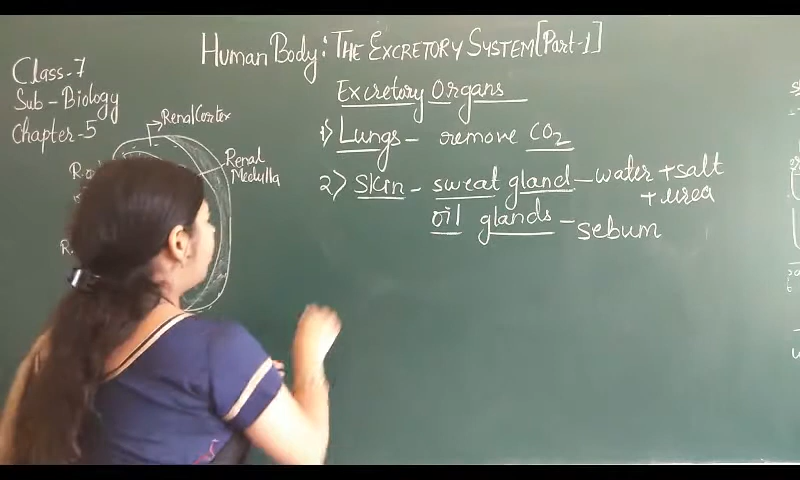 Human Body: The Excretory System [Part-1]
Class-7
Sub-Biology
Chapter-5
Renal Cortex
Renal
Medulla
Excretory Organs
1) Lungs - remove CO2
2) Skin - sweat gland - water + salt
+ urea
oil glands - sebum